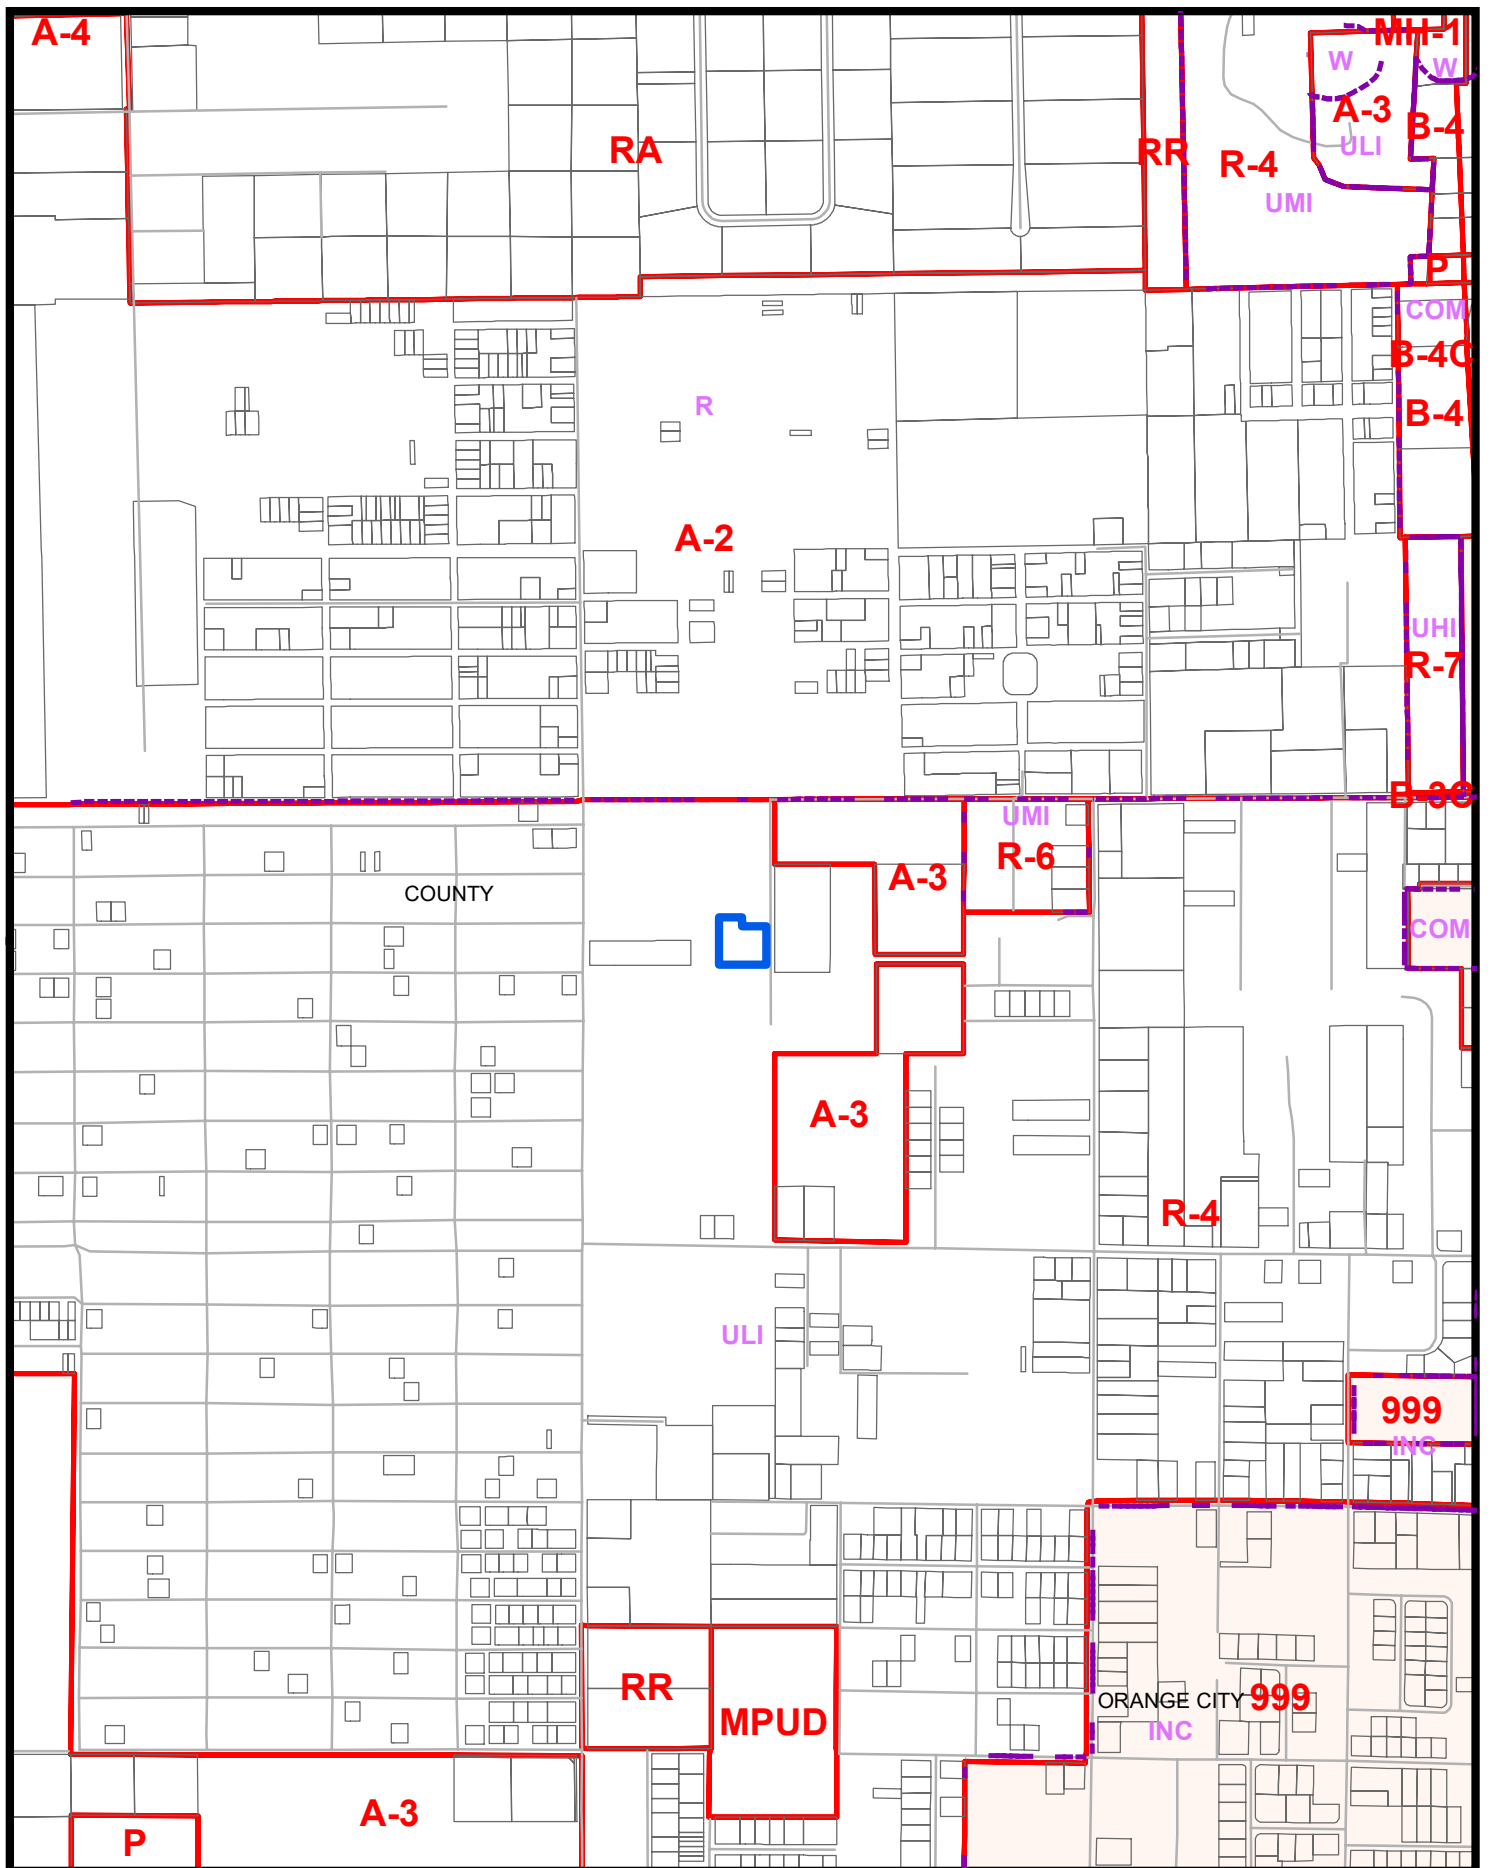 A-4
MH-1
W
W
A-3
B-4
RA
RR
R-4
ULI
UMI
P
COM
B-4C
R
B-4
A-2
UHI
R-7
B-3C
UMI
R-6
A-3
COUNTY
COM
A-3
R-4
ULI
999
INC
RR
MPUD
ORANGE CITY
999
INC
A-3
P